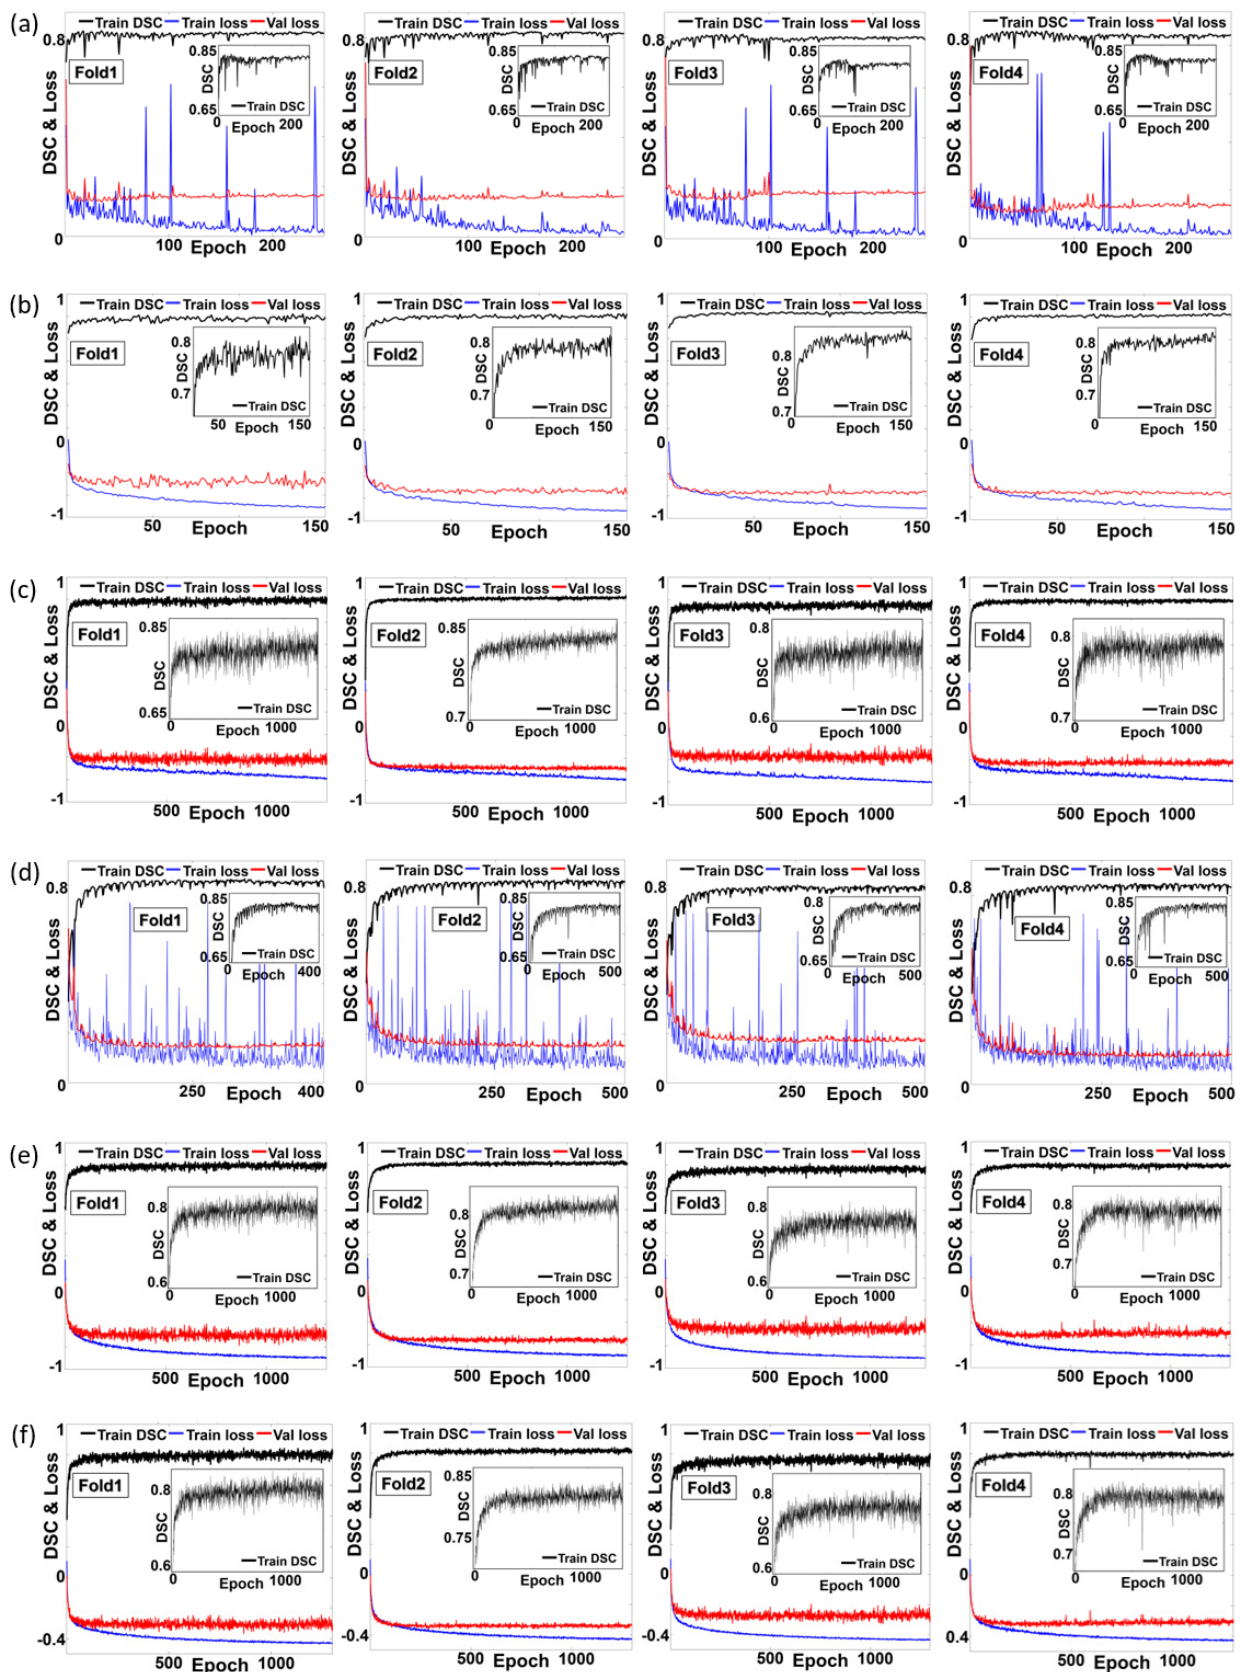 (a)
Train DSC Train loss Val loss
0.8
DSC & Loss
Fold1
0.85
DSC
0.65
Train DSC
0 Epoch 200
0
100 Epoch 200
Train DSC Train loss Val loss
0.8
Fold2
0.85
DSC
0.65
Train DSC
0 Epoch 200
0
100 Epoch 200
Train DSC Train loss Val loss
0.8
DSC & Loss
Fold3
0.85
DSC
0.65
Train DSC
0 Epoch 200
0
100 Epoch 200
Train DSC Train loss Val loss
0.8
DSC & Loss
Fold4
0.85
DSC
0.65
Train DSC
0 Epoch 200
0
100 Epoch 200
(b)
1
Train DSC Train loss Val loss
DSC & Loss
Fold1
0.8
DSC
0.7
Train DSC
50 Epoch 150
0
-1
50 Epoch 150
1
Train DSC Train loss Val loss
DSC & Loss
Fold2
0.8
DSC
0.7
Train DSC
0 Epoch 150
0
-1
50 Epoch 150
1
Train DSC Train loss Val loss
DSC & Loss
Fold3
0.8
DSC
0.7
Train DSC
0 Epoch 150
0
-1
50 Epoch 150
1
Train DSC Train loss Val loss
DSC & Loss
Fold4
0.8
DSC
0.7
Train DSC
0 Epoch 150
0
-1
50 Epoch 150
(c)
1
Train DSC Train loss Val loss
DSC & Loss
Fold1
0.85
DSC
0.65
Train DSC
0 Epoch 1000
0
-1
500 Epoch 1000
1
Train DSC Train loss Val loss
DSC & Loss
Fold2
0.85
DSC
0.7
Train DSC
0 Epoch 1000
0
-1
500 Epoch 1000
1
Train DSC Train loss Val loss
DSC & Loss
Fold3
0.8
DSC
0.6
Train DSC
0 Epoch 1000
0
-1
500 Epoch 1000
1
Train DSC Train loss Val loss
DSC & Loss
Fold4
0.8
DSC
0.7
Train DSC
0 Epoch 1000
0
-1
500 Epoch 1000
(d)
Train DSC Train loss Val loss
0.8
DSC & Loss
Fold1
0.85
DSC
0.65
Train DSC
0 Epoch 400
0
200 Epoch 400
Train DSC Train loss Val loss
0.8
DSC & Loss
Fold2
0.85
DSC
0.65
Train DSC
0 Epoch 500
0
250 Epoch 500
Train DSC Train loss Val loss
0.8
DSC & Loss
Fold3
0.85
DSC
0.65
Train DSC
0 Epoch 500
0
250 Epoch 500
Train DSC Train loss Val loss
0.8
DSC & Loss
Fold4
0.85
DSC
0.65
Train DSC
0 Epoch 500
0
250 Epoch 500
(e)
1
Train DSC Train loss Val loss
DSC & Loss
Fold1
0.8
DSC
0.6
Train DSC
0 Epoch 1000
0
-1
500 Epoch 1000
1
Train DSC Train loss Val loss
DSC & Loss
Fold2
0.8
DSC
0.7
Train DSC
0 Epoch 1000
0
-1
500 Epoch 1000
1
Train DSC Train loss Val loss
DSC & Loss
Fold3
0.8
DSC
0.6
Train DSC
0 Epoch 1000
0
-1
500 Epoch 1000
1
Train DSC Train loss Val loss
DSC & Loss
Fold4
0.8
DSC
0.7
Train DSC
0 Epoch 1000
0
-1
500 Epoch 1000
(f)
1
Train DSC Train loss Val loss
DSC & Loss
Fold1
0.8
DSC
0.6
Train DSC
0 Epoch 1000
0
-0.4
500 Epoch 1000
1
Train DSC Train loss Val loss
DSC & Loss
Fold2
0.85
DSC
0.75
Train DSC
0 Epoch 1000
0
-0.4
500 Epoch 1000
1
Train DSC Train loss Val loss
DSC & Loss
Fold3
0.8
DSC
0.6
Train DSC
0 Epoch 1000
0
-0.4
500 Epoch 1000
1
Train DSC Train loss Val loss
DSC & Loss
Fold4
0.8
DSC
0.7
Train DSC
0 Epoch 1000
0
0.4
500 Epoch 1000